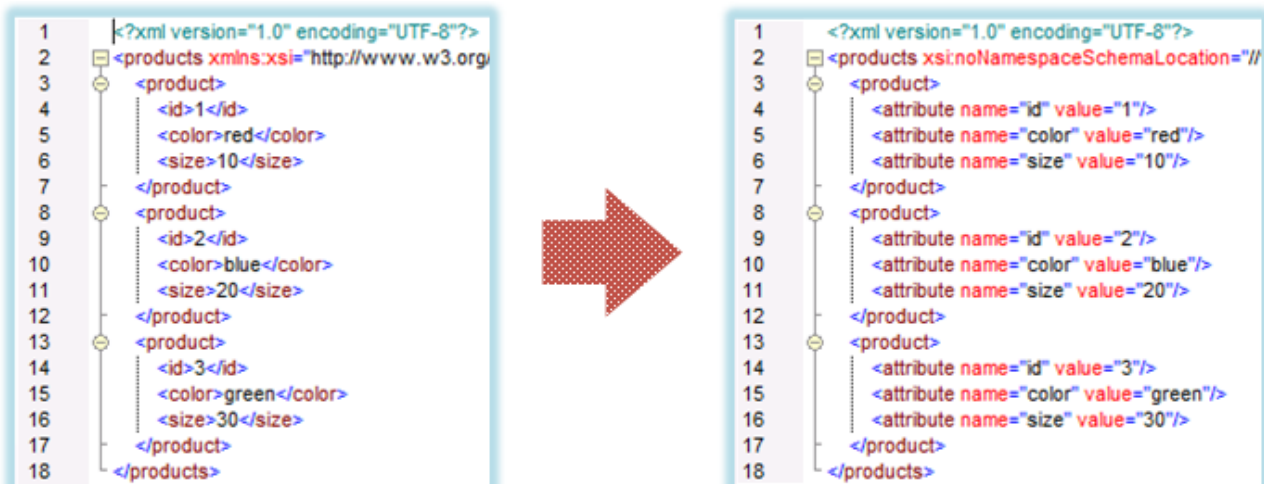 1 <?xml version="1.0" encoding="UTF-8"?>
2 <products xmlns:xsi="http://www.w3.org/
3 <product>
4 <id>1</id>
5 <color>red</color>
6 <size>10</size>
7 </product>
8 <product>
9 <id>2</id>
10 <color>blue</color>
11 <size>20</size>
12 </product>
13 <product>
14 <id>3</id>
15 <color>green</color>
16 <size>30</size>
17 </product>
18 </products>
1 <?xml version="1.0" encoding="UTF-8"?>
2 <products xsi:noNamespaceSchemaLocation="//
3 <product>
4 <attribute name="id" value="1"/>
5 <attribute name="color" value="red"/>
6 <attribute name="size" value="10"/>
7 </product>
8 <product>
9 <attribute name="id" value="2"/>
10 <attribute name="color" value="blue"/>
11 <attribute name="size" value="20"/>
12 </product>
13 <product>
14 <attribute name="id" value="3"/>
15 <attribute name="color" value="green"/>
16 <attribute name="size" value="30"/>
17 </product>
18 </products>